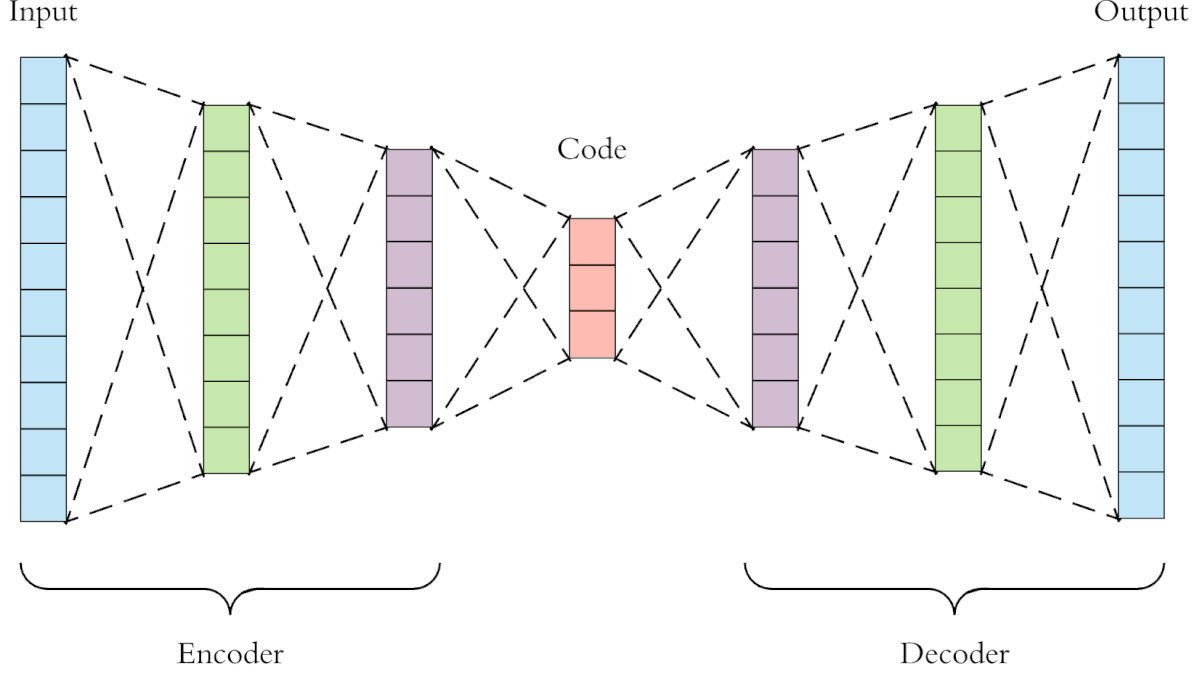 Input
Output
Code
Encoder
Decoder